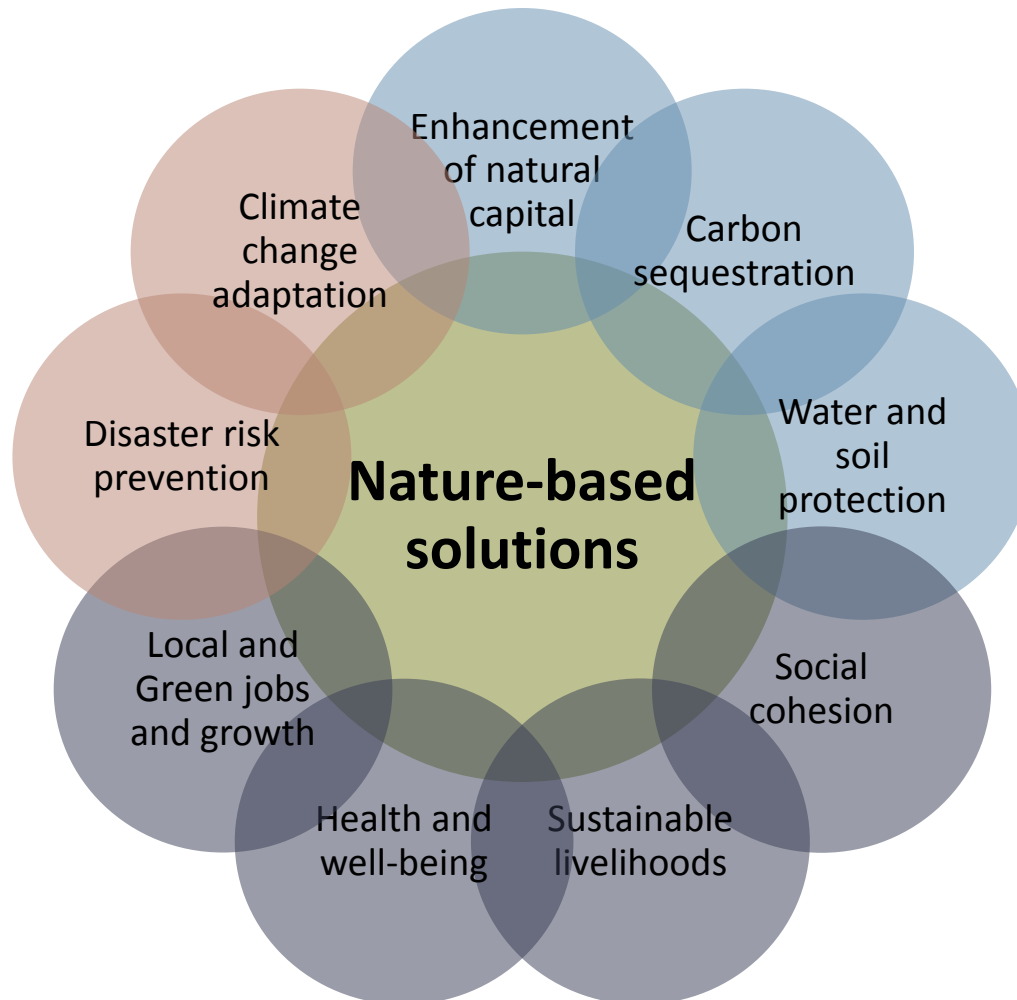 Enhancement
of natural
capital
Carbon
sequestration
Water and
soil
protection
Social
cohesion
Sustainable
livelihoods
Health and
well-being
Local and
Green jobs
and growth
Disaster risk
prevention
Climate
change
adaptation
Nature-based
solutions